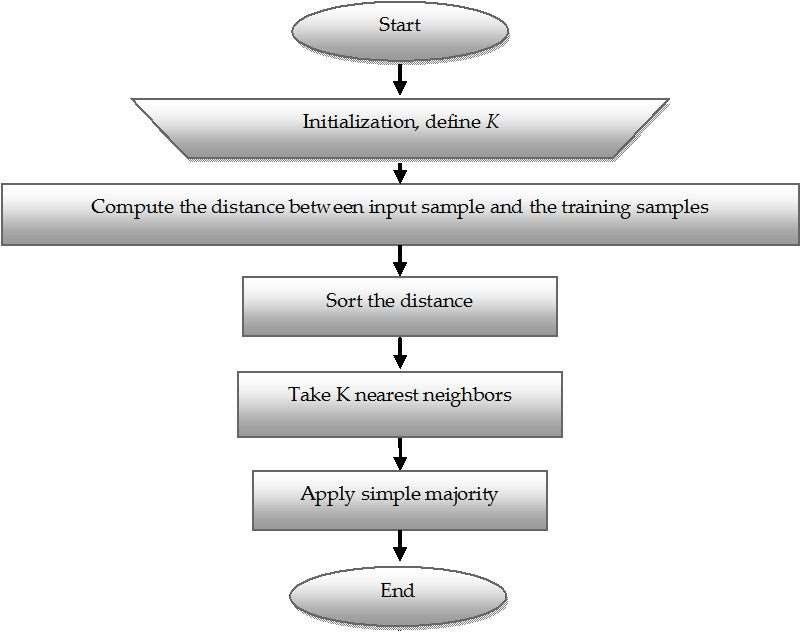 Start
Initialization, define K
Compute the distance between input sample and the training samples
Sort the distance
Take K nearest neighbors
Apply simple majority
End